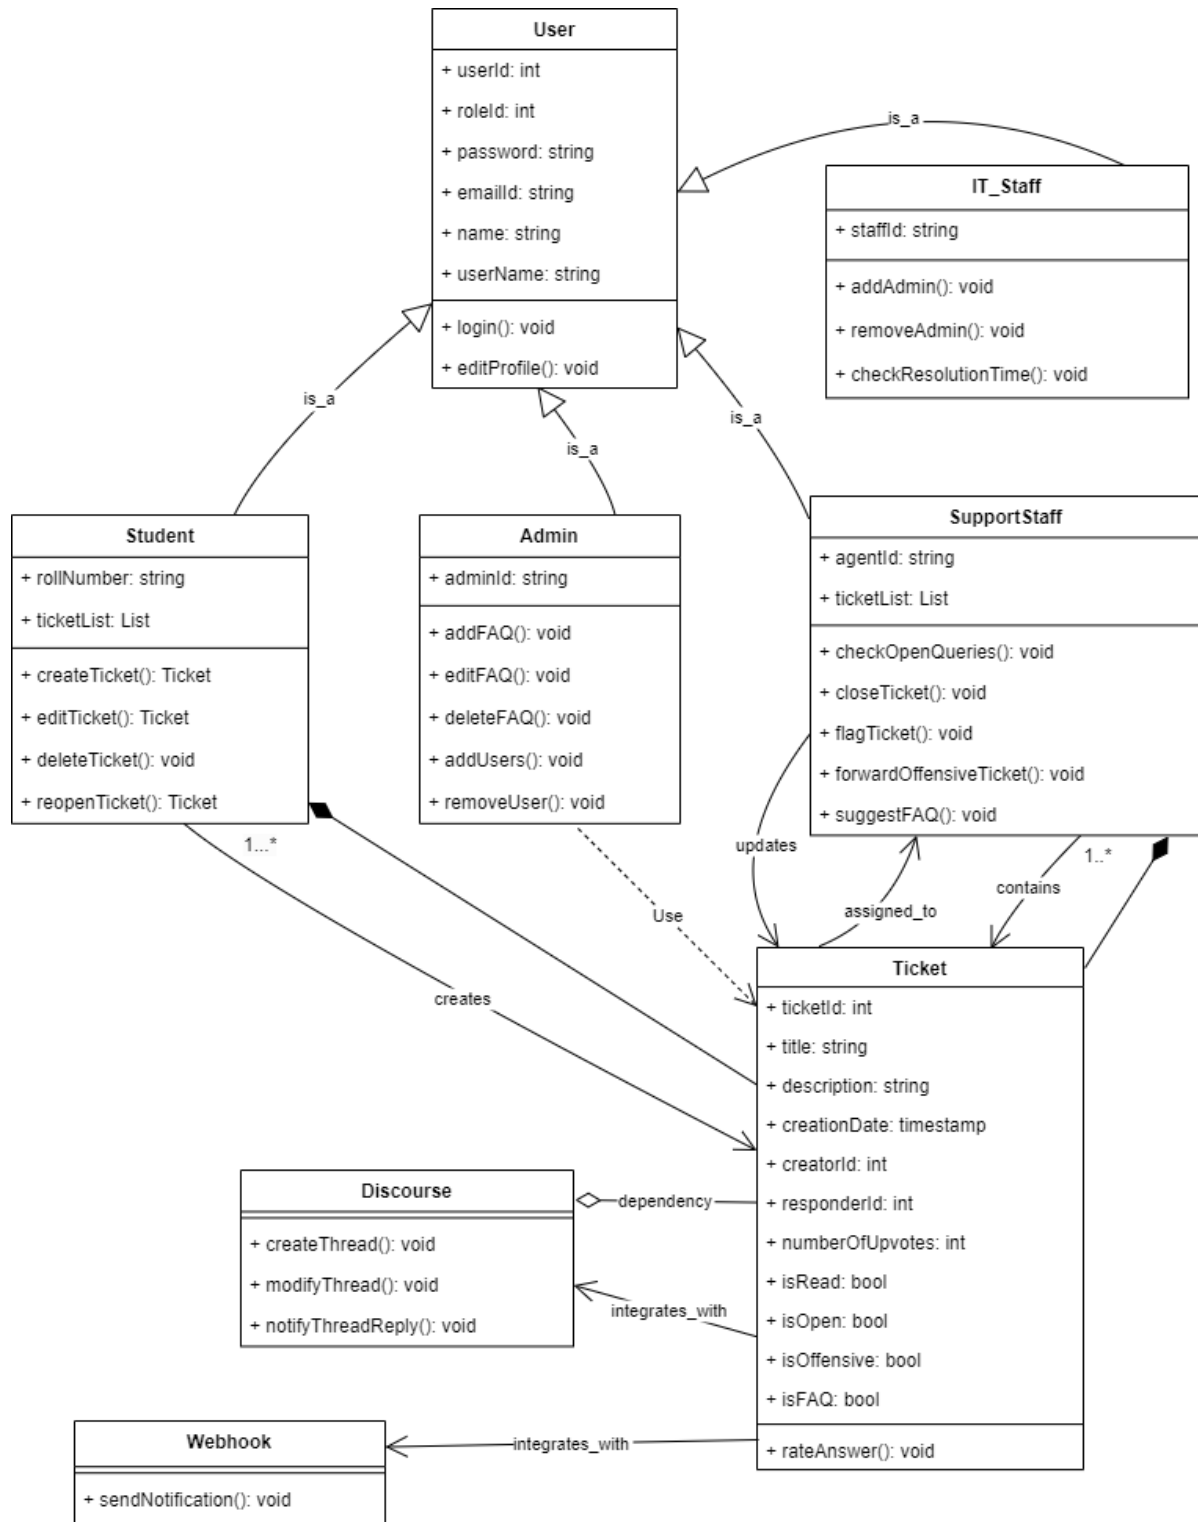 User
+ userId: int
+ roleId: int
+ password: string
+ emailId: string
+ name: string
+ userName: string
+ login(): void
+ editProfile(): void
is_a
IT_Staff
+ staffId: string
+ addAdmin(): void
+ removeAdmin(): void
+ checkResolutionTime(): void
is_a
is_a
is_a
Student
+ rollNumber: string
+ ticketList: List
+ createTicket(): Ticket
+ editTicket(): Ticket
+ deleteTicket(): void
+ reopenTicket(): Ticket
Admin
+ adminId: string
+ addFAQ(): void
+ editFAQ(): void
+ deleteFAQ(): void
+ addUsers(): void
+ removeUser(): void
SupportStaff
+ agentId: string
+ ticketList: List
+ checkOpenQueries(): void
+ closeTicket(): void
+ flagTicket(): void
+ forwardOffensiveTicket(): void
+ suggestFAQ(): void
1...*
updates
1..*
contains
assigned_to
Use
creates
Ticket
+ ticketId: int
+ title: string
+ description: string
+ creationDate: timestamp
+ creatorId: int
+ responderId: int
+ numberOfUpvotes: int
+ isRead: bool
+ isOpen: bool
+ isOffensive: bool
+ isFAQ: bool
+ rateAnswer(): void
Discourse
+ createThread(): void
+ modifyThread(): void
+ notifyThreadReply(): void
dependency
integrates_with
Webhook
+ sendNotification(): void
integrates_with